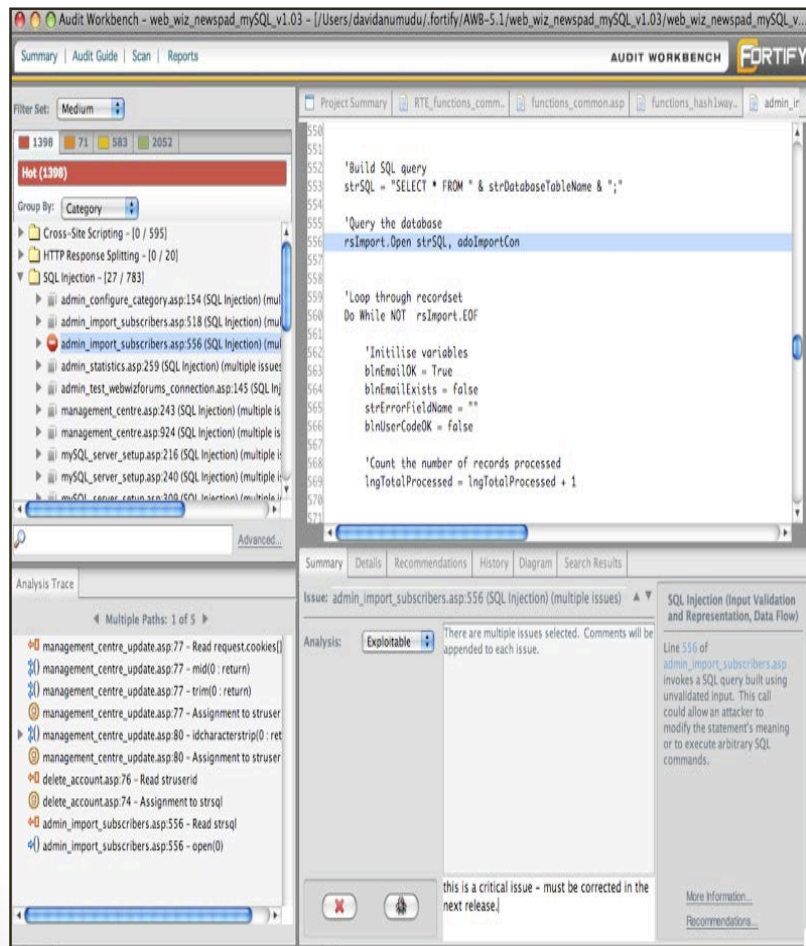 Audit Workbench - web_wiz_newspad_mySQL_v1.03 - [/Users/davidanumudu/.fortify/AWB-5.1/web_wiz_newspad_mySQL_v1.03/web_wiz_newspad_mySQL_v...
Summary | Audit Guide | Scan | Reports
AUDIT WORKBENCH FORTIFY
Filter Set: Medium
1398 71 583 2052
Hot (1398)
Group By: Category
Cross-Site Scripting - [0 / 595]
HTTP Response Splitting - [0 / 20]
SQL Injection - [27 / 783]
admin_configure_category.asp:154 (SQL Injection) (mul
admin_import_subscribers.asp:518 (SQL Injection) (mul
admin_import_subscribers.asp:556 (SQL Injection) (mul
admin_statistics.asp:259 (SQL Injection) (multiple issues
admin_test_webwizforums_connection.asp:145 (SQL Inj
management_centre.asp:243 (SQL Injection) (multiple is
management_centre.asp:924 (SQL Injection) (multiple is
mySQL_server_setup.asp:216 (SQL Injection) (multiple i
mySQL_server_setup.asp:240 (SQL Injection) (multiple i
mySQL_server_setup.asp:309 (SQL Injection) (multiple i
Advanced...
Project Summary RTE_functions_comm... functions_common.asp functions_hash1way... admin_ir
550
551
552 'Build SQL query
553 strSQL = "SELECT * FROM " & strDatabaseTableName & ";"
554
555 'Query the database
556 rsImport.Open strSQL, adoImportCon
557
558
559 'Loop through recordset
560 Do While NOT rsImport.EOF
561
562 'Initilise variables
563 blnEmailOK = True
564 blnEmailExists = false
565 strErrorFieldName = ""
566 blnUserCodeOK = false
567
568 'Count the number of records processed
569 lngTotalProcessed = lngTotalProcessed + 1
570
571
Analysis Trace
Multiple Paths: 1 of 5
management_centre_update.asp:77 - Read request.cookies[]
management_centre_update.asp:77 - mid(0 : return)
management_centre_update.asp:77 - trim(0 : return)
management_centre_update.asp:77 - Assignment to struser
management_centre_update.asp:80 - idcharacterstrip(0 : ret
management_centre_update.asp:80 - Assignment to struser
delete_account.asp:76 - Read struserid
delete_account.asp:74 - Assignment to strsql
admin_import_subscribers.asp:556 - Read strsql
admin_import_subscribers.asp:556 - open(0)
Summary Details Recommendations History Diagram Search Results
Issue: admin_import_subscribers.asp:556 (SQL Injection) (multiple issues)
Analysis: Exploitable
There are multiple issues selected. Comments will be
appended to each issue.
this is a critical issue - must be corrected in the
next release.
SQL Injection (Input Validation
and Representation, Data Flow)
Line 556 of
admin_import_subscribers.asp
invokes a SQL query built using
unvalidated input. This call
could allow an attacker to
modify the statement's meaning
or to execute arbitrary SQL
commands.
More Information...
Recommendations...